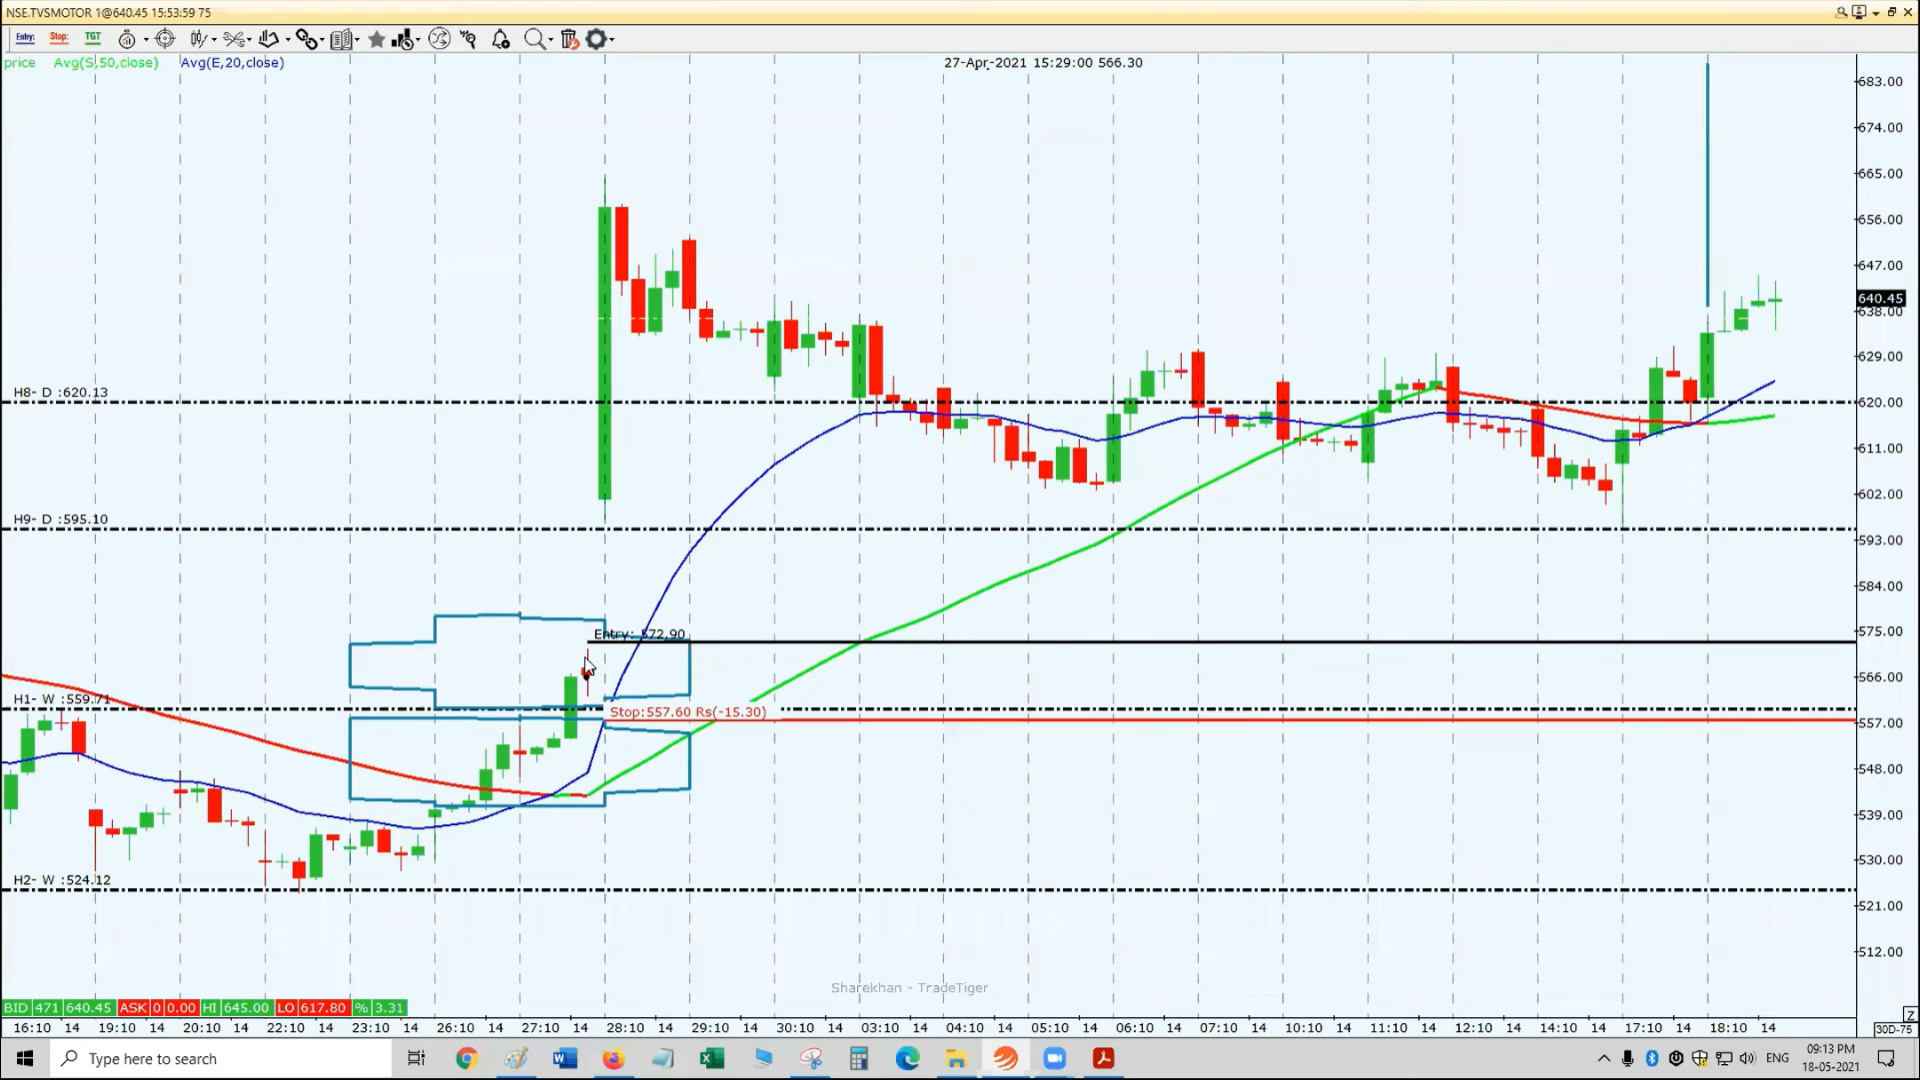 NSE.TVSMOTOR 1@640.45 15:53:59 75
Entry: Stop: TGT
price Avg(S,50,close) Avg(E,20,close) 27-Apr-2021 15:29:00 566.30
683.00
674.00
665.00
656.00
647.00
640.45
638.00
629.00
H8- D :620.13
620.00
611.00
602.00
H9- D :595.10
593.00
584.00
575.00
Entry: 572.90
566.00
H1- W :559.71
Stop:557.60 Rs(-15.30)
557.00
548.00
539.00
530.00
H2- W :524.12
521.00
512.00
Sharekhan - TradeTiger
BID 471 640.45 ASK 0 0.00 HI 645.00 LO 617.80 % 3.31
16:10 14 19:10 14 20:10 14 22:10 14 23:10 14 26:10 14 27:10 14 28:10 14 29:10 14 30:10 14 03:10 14 04:10 14 05:10 14 06:10 14 07:10 14 10:10 14 11:10 14 12:10 14 14:10 14 17:10 14 18:10 14
Z
30D-75
Type here to search
ENG
09:13 PM
18-05-2021